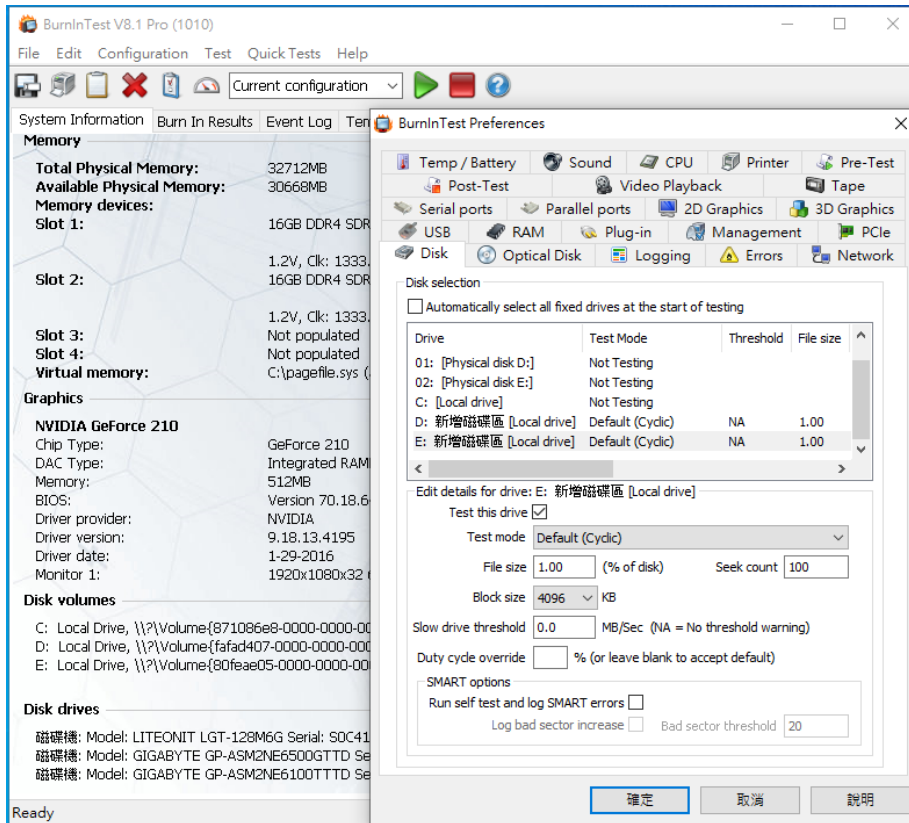 BurnInTest V8.1 Pro (1010)
File Edit Configuration Test Quick Tests Help
Current configuration
System Information Burn In Results Event Log Ten
Memory
Total Physical Memory: 32712MB
Available Physical Memory: 30668MB
Memory devices:
Slot 1: 16GB DDR4 SDR
1.2V, Clk: 1333.
Slot 2: 16GB DDR4 SDR
1.2V, Clk: 1333.
Slot 3: Not populated
Slot 4: Not populated
Virtual memory: C:\pagefile.sys (
Graphics
NVIDIA GeForce 210
Chip Type: GeForce 210
DAC Type: Integrated RAM
Memory: 512MB
BIOS: Version 70.18.6
Driver provider: NVIDIA
Driver version: 9.18.13.4195
Driver date: 1-29-2016
Monitor 1: 1920x1080x32
Disk volumes
C: Local Drive, \\?\Volume{871086e8-0000-0000-00
D: Local Drive, \\?\Volume{fafad407-0000-0000-00
E: Local Drive, \\?\Volume{80feae05-0000-0000-00
Disk drives
磁碟機: Model: LITEONIT LGT-128M6G Serial: S0C41
磁碟機: Model: GIGABYTE GP-ASM2NE6500GTTD Se
磁碟機: Model: GIGABYTE GP-ASM2NE6100TTTD Se
Ready
BurnInTest Preferences
Temp / Battery Sound CPU Printer Pre-Test
Post-Test Video Playback Tape
Serial ports Parallel ports 2D Graphics 3D Graphics
USB RAM Plug-in Management PCIe
Disk Optical Disk Logging Errors Network
Disk selection
Automatically select all fixed drives at the start of testing
Drive Test Mode Threshold File size
01: [Physical disk D:] Not Testing
02: [Physical disk E:] Not Testing
C: [Local drive] Not Testing
D: 新增磁碟區 [Local drive] Default (Cyclic) NA 1.00
E: 新增磁碟區 [Local drive] Default (Cyclic) NA 1.00
Edit details for drive: E: 新增磁碟區 [Local drive]
Test this drive
Test mode Default (Cyclic)
File size 1.00 (% of disk) Seek count 100
Block size 4096 KB
Slow drive threshold 0.0 MB/Sec (NA = No threshold warning)
Duty cycle override % (or leave blank to accept default)
SMART options
Run self test and log SMART errors
Log bad sector increase Bad sector threshold 20
確定 取消 說明